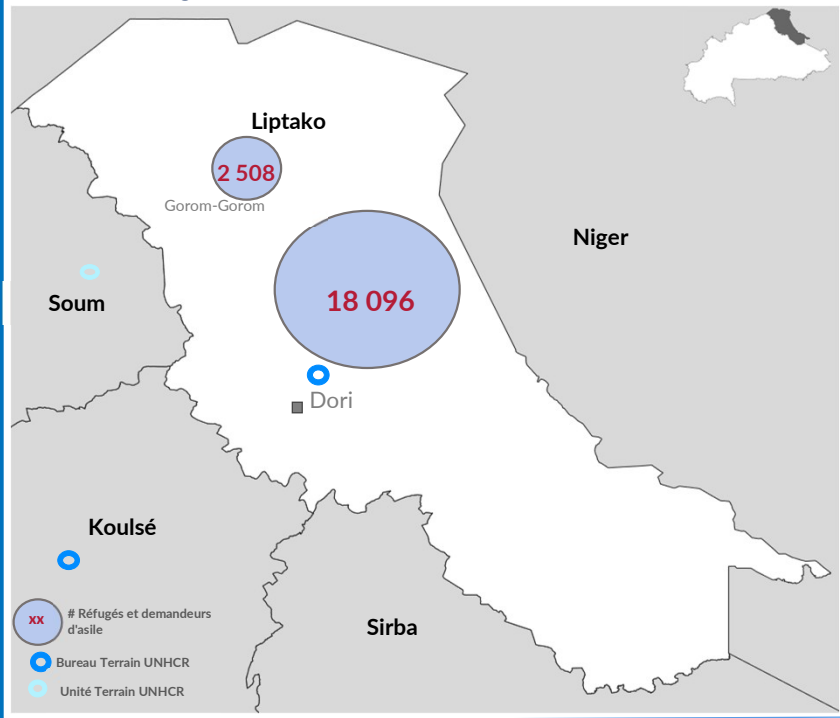 Liptako
2 508
Gorom-Gorom
Niger
18 096
Soum
Dori
Koulsé
Sirba
xx
# Réfugés et demandeurs
d'asile
Bureau Terrain UNHCR
Unité Terrain UNHCR